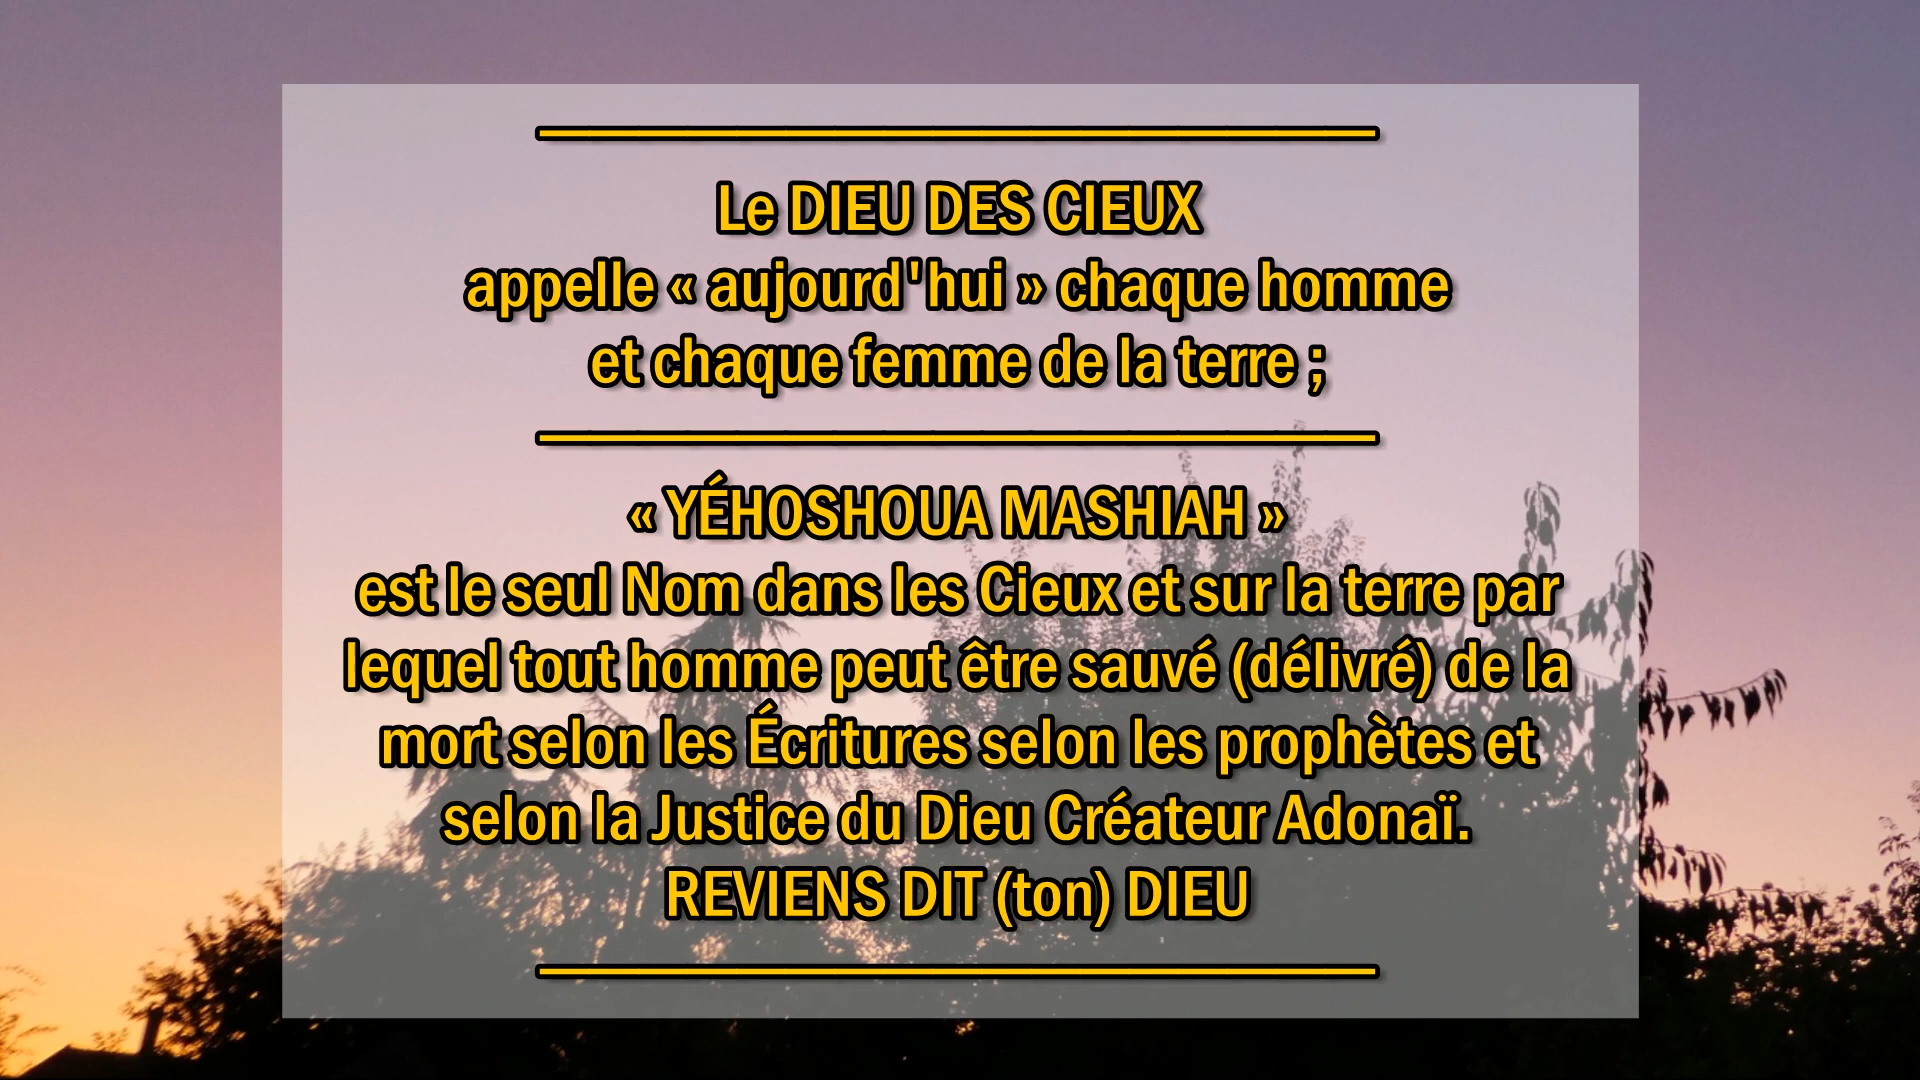 Le DIEU DES CIEUX
appelle « aujourd'hui » chaque homme
et chaque femme de la terre ;
« YÉHOSHOUA MASHIAH »
est le seul Nom dans les Cieux et sur la terre par
lequel tout homme peut être sauvé (délivré) de la
mort selon les Écritures selon les prophètes et
selon la Justice du Dieu Créateur Adonaï.
REVIENS DIT (ton) DIEU